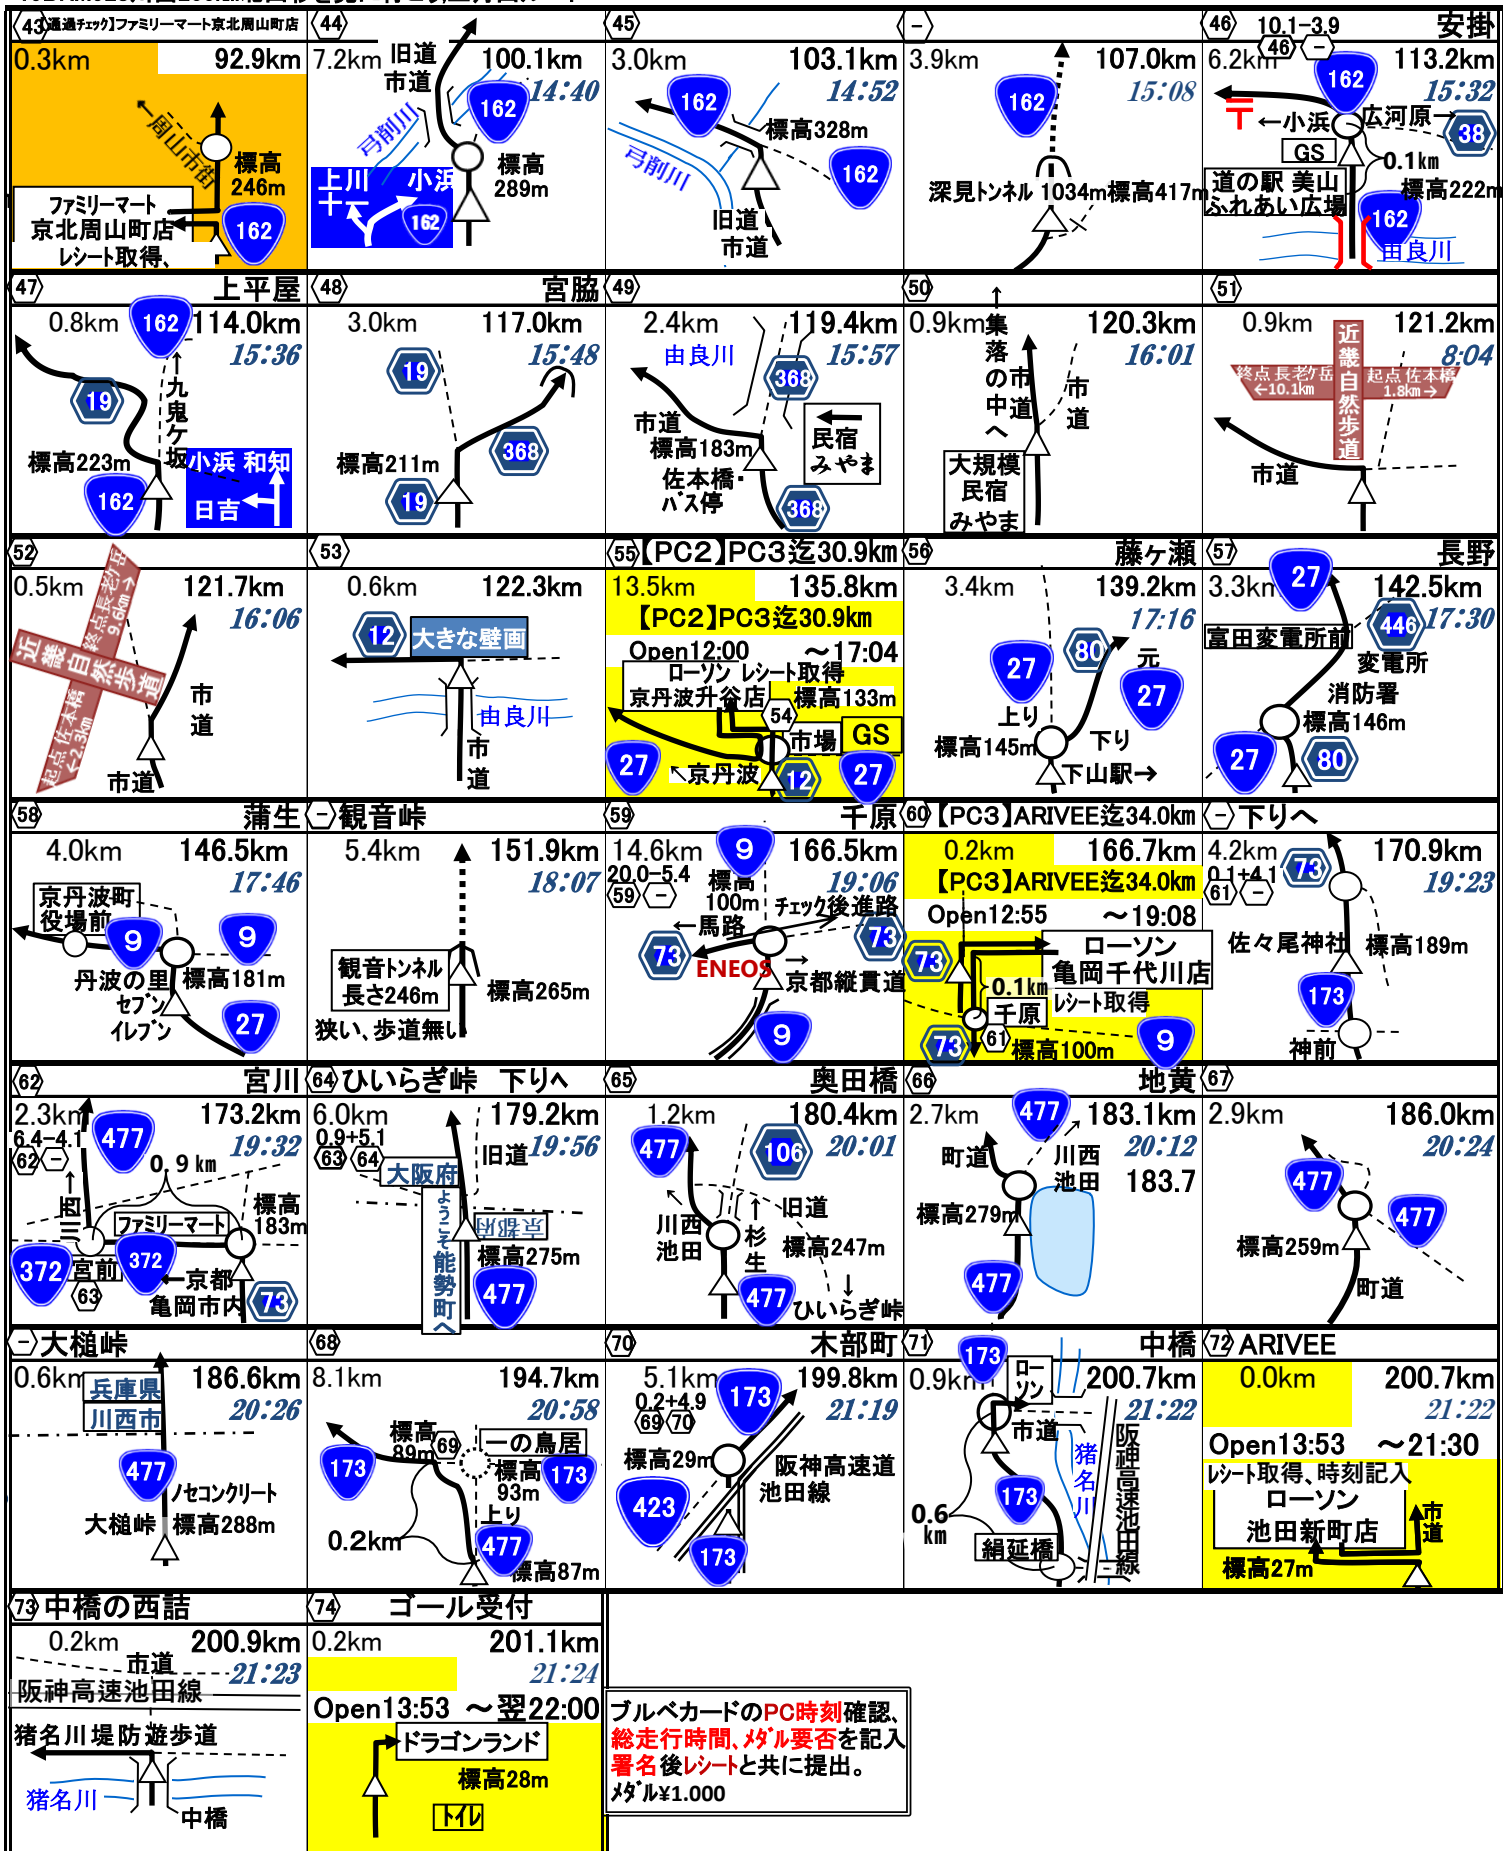 43 【通過チェック】ファミリーマート京北周山町店
0.3km 92.9km
←周山市街
標高
246m
ファミリーマート
京北周山町店
レシート取得、
162
44
7.2km 旧道 100.1km
市道 14:40
162
弓削川
標高
289m
上川 小浜
162
45
3.0km 103.1km
14:52
162
標高328m
弓削川
162
旧道
市道
-
3.9km 107.0km
15:08
162
深見トンネル 1034m標高417m
46 10.1-3.9 安掛
46 -
6.2km 113.2km
15:32
162
〒 ←小浜 広河原→
38
GS
0.1km
道の駅 美山
ふれあい広場
標高222m
162
由良川
47 上平屋
0.8km 162 114.0km
15:36
19
←九鬼ケ坂
標高223m
162
小浜 和知
日吉
48 宮脇
3.0km 117.0km
15:48
19
標高211m
368
19
49
2.4km 119.4km
由良川 15:57
368
市道
標高183m
民宿
みやま
佐本橋・
バス停
368
50
0.9km 120.3km
16:01
←集落の中へ
市道
市道
大規模
民宿
みやま
51
0.9km 121.2km
8:04
近畿自然歩道
終点 長老ケ岳
←10.1km
起点 佐本橋
1.8km→
市道
52
0.5km 121.7km
16:06
終点 長老ケ岳
9.6km→
近畿自然歩道
起点 佐本橋
←2.3km
市道
市道
53
0.6km 122.3km
12 大きな壁画
由良川
市道
55 【PC2】PC3迄30.9km
13.5km 135.8km
【PC2】PC3迄30.9km
Open12:00 ～17:04
ローソン レシート取得
京丹波升谷店 標高133m
54
市場 GS
27
↖京丹波
12
27
56 藤ヶ瀬
3.4km 139.2km
17:16
27
80
元
27
上り
標高145m
下り
下山駅→
57 長野
3.3km 27 142.5km
446 17:30
富田変電所前
変電所
消防署
標高146m
27
80
58 蒲生
4.0km 146.5km
17:46
京丹波町
役場前
9
9
丹波の里
標高181m
セブン
イレブン
27
- 観音峠
5.4km 151.9km
18:07
観音トンネル
長さ246m
標高265m
狭い、歩道無い
59 千原
14.6km 9 166.5km
20.0-5.4 19:06
59 -
標高
100m
チェック後進路
←馬路
73
73
ENEOS →
京都縦貫道
9
60 【PC3】ARIVEE迄34.0km
0.2km 166.7km
【PC3】ARIVEE迄34.0km
Open12:55 ～19:08
73
ローソン
亀岡千代川店
0.1km レシート取得
千原
61
73
標高100m
9
- 下りへ
4.2km 170.9km
0.1+4.1 73 19:23
61 -
佐々尾神社 標高189m
173
神前
62 宮川
2.3km 173.2km
6.4-4.1 477 19:32
62 -
0.9km
標高
183m
ファミリーマート
372
宮前
372
←京都
63
亀岡市内
73
64 ひいらぎ峠 下りへ
6.0km 179.2km
0.9+5.1 19:56
63 64
旧道
大阪府
ようこそ能勢町へ
京都府
標高275m
477
65 奥田橋
1.2km 180.4km
20:01
477
106
川西
池田
旧道
←杉生
標高247m
477
ひいらぎ峠
66 地黄
2.7km 477 183.1km
20:12
町道
川西
池田 183.7
標高279m
477
67
2.9km 186.0km
20:24
477
477
標高259m
町道
- 大槌峠
0.6km 186.6km
20:26
兵庫県
川西市
477
ノセコンクリート
大槌峠 標高288m
68
8.1km 194.7km
20:58
標高
89m
69
一の鳥居
173
標高
93m
173
上り
0.2km
477
標高87m
70 木部町
5.1km 199.8km
0.2+4.9 21:19
69 70
173
標高29m
阪神高速道
池田線
423
173
71 中橋
173 ローソン
0.9km 200.7km
21:22
市道
猪名川
阪神高速池田線
173
0.6
km
絹延橋
72 ARIVEE
0.0km 200.7km
21:22
Open13:53 ～21:30
レシート取得、時刻記入
ローソン
池田新町店
市道
標高27m
73 中橋の西詰
0.2km 200.9km
市道 21:23
阪神高速池田線
猪名川堤防遊歩道
猪名川
中橋
74 ゴール受付
0.2km 201.1km
21:24
Open13:53 ～翌22:00
ドラゴンランド
標高28m
トイレ
ブルベカードのPC時刻確認、
総走行時間、メダル要否を記入
署名後レシートと共に提出。
メダル¥1.000